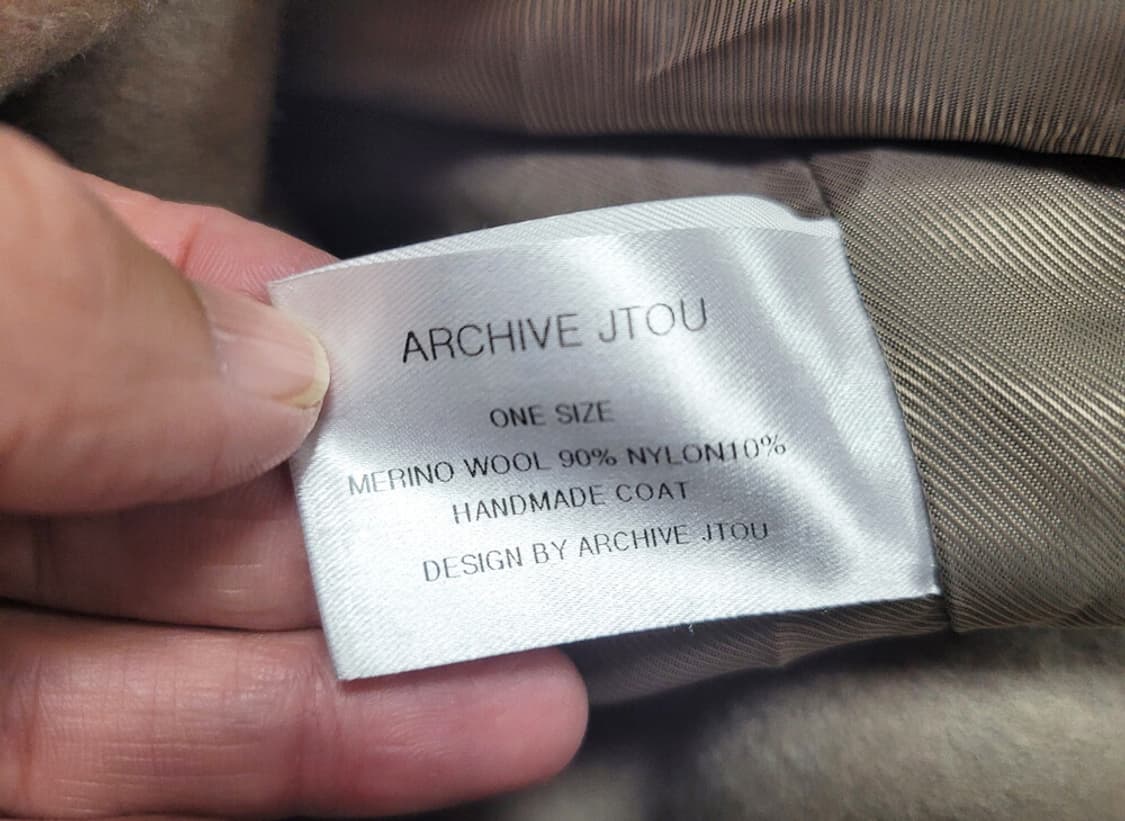 ARCHIVE JTOU
ONE SIZE
MERINO WOOL 90% NYLON10%
HANDMADE COAT
DESIGN BY ARCHIVE JTOU